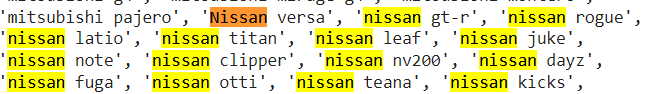 'mitsubishi pajero', 'Nissan versa', 'nissan gt-r', 'nissan rogue',
'nissan latio', 'nissan titan', 'nissan leaf', 'nissan juke',
'nissan note', 'nissan clipper', 'nissan nv200', 'nissan dayz',
'nissan fuga', 'nissan otti', 'nissan teana', 'nissan kicks',